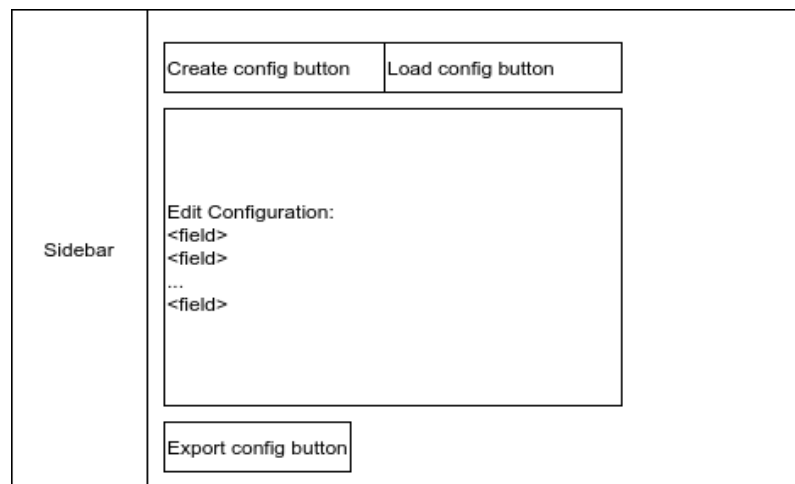 Create config button
Load config button
Edit Configuration:
<field>
<field>
...
<field>
Sidebar
Export config button